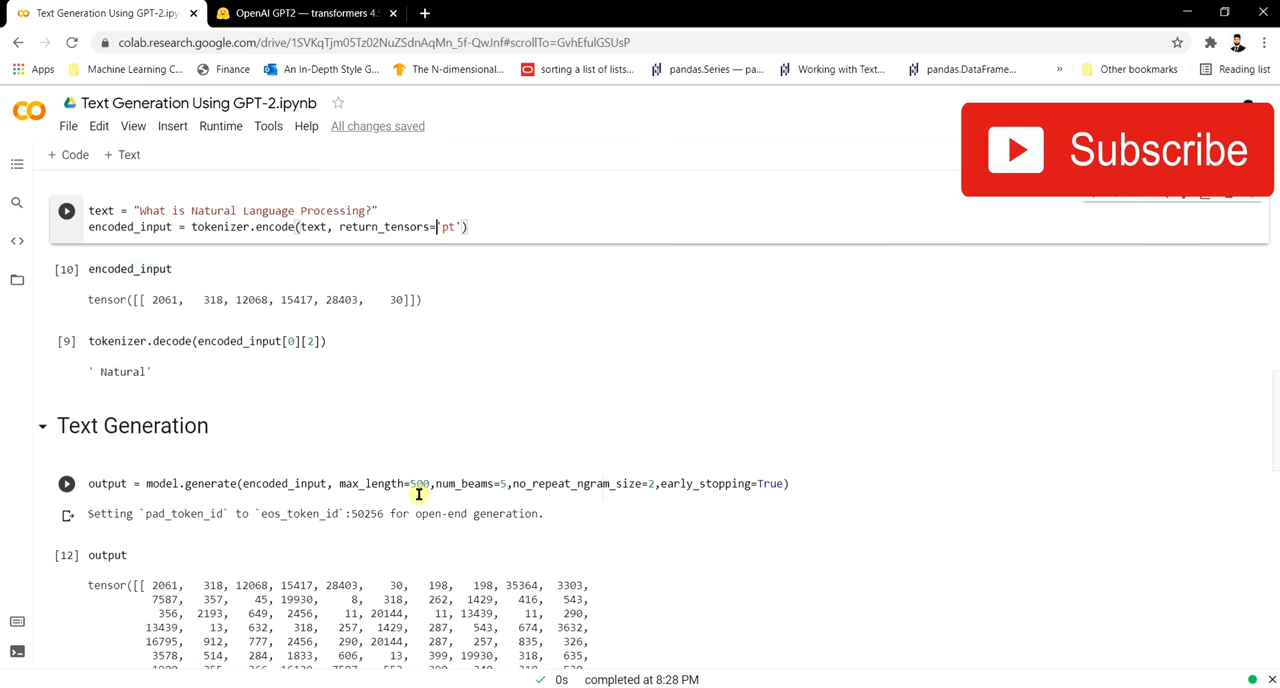 Text Generation Using GPT-2.ipy
OpenAI GPT2 — transformers 4.
colab.research.google.com/drive/1SVKqTjm05Tz02NuZSdnAqMn_5f-QwJnf#scrollTo=GvhEfulGSUsP
Apps Machine Learning C... Finance An In-Depth Style G... The N-dimensional... sorting a list of lists... pandas.Series — pa... Working with Text... pandas.DataFrame... » Other bookmarks Reading list
CO Text Generation Using GPT-2.ipynb
File Edit View Insert Runtime Tools Help All changes saved
Subscribe
+ Code + Text
text = "What is Natural Language Processing?"
encoded_input = tokenizer.encode(text, return_tensors='pt')
[10] encoded_input
tensor([[ 2061, 318, 12068, 15417, 28403, 30]])
[9] tokenizer.decode(encoded_input[0][2])
' Natural'
Text Generation
output = model.generate(encoded_input, max_length=500,num_beams=5,no_repeat_ngram_size=2,early_stopping=True)
Setting `pad_token_id` to `eos_token_id`:50256 for open-end generation.
[12] output
tensor([[ 2061, 318, 12068, 15417, 28403, 30, 198, 198, 35364, 3303,
7587, 357, 45, 19930, 8, 318, 262, 1429, 416, 543,
356, 2193, 649, 2456, 11, 20144, 11, 13439, 11, 290,
13439, 13, 632, 318, 257, 1429, 287, 543, 674, 3632,
16795, 912, 777, 2456, 290, 20144, 287, 257, 835, 326,
3578, 514, 284, 1833, 606, 13, 399, 19930, 318, 635,
0s completed at 8:28 PM